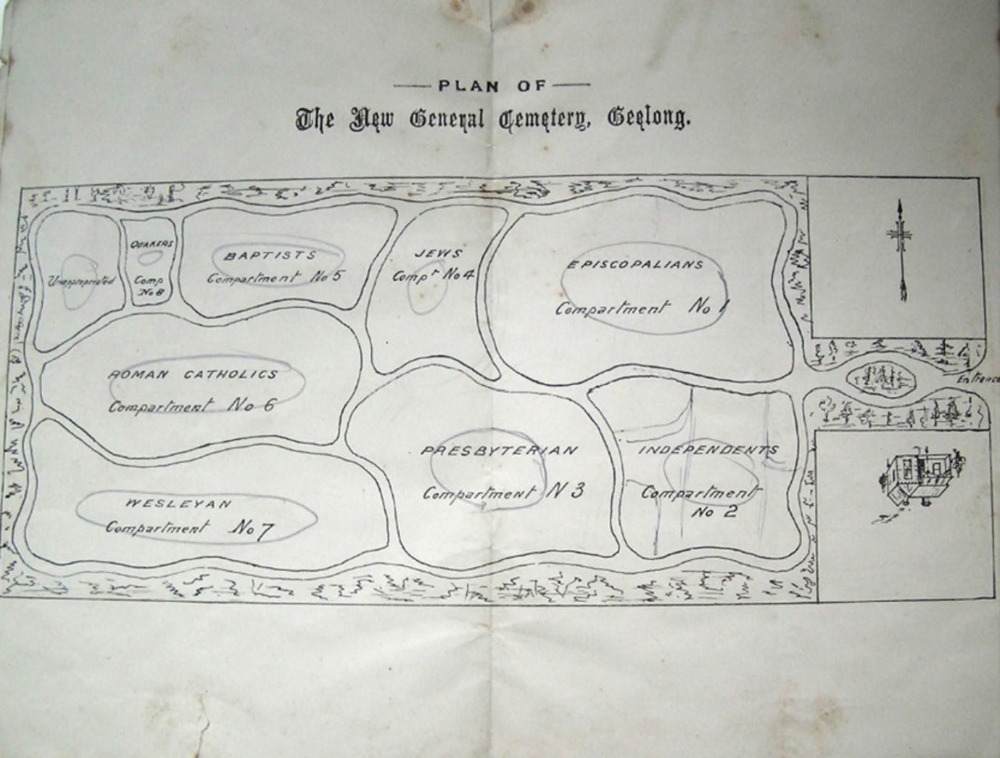 PLAN OF
The New General Cemetery, Geelong.
Unappropriated
QUAKERS
Comp
No 8
BAPTISTS
Compartment No 5
JEWS
Compt No 4
EPISCOPALIANS
Compartment No 1
ROMAN CATHOLICS
Compartment No 6
Entrance
WESLEYAN
Compartment No 7
PRESBYTERIAN
Compartment N 3
INDEPENDENTS
Compartment
No 2